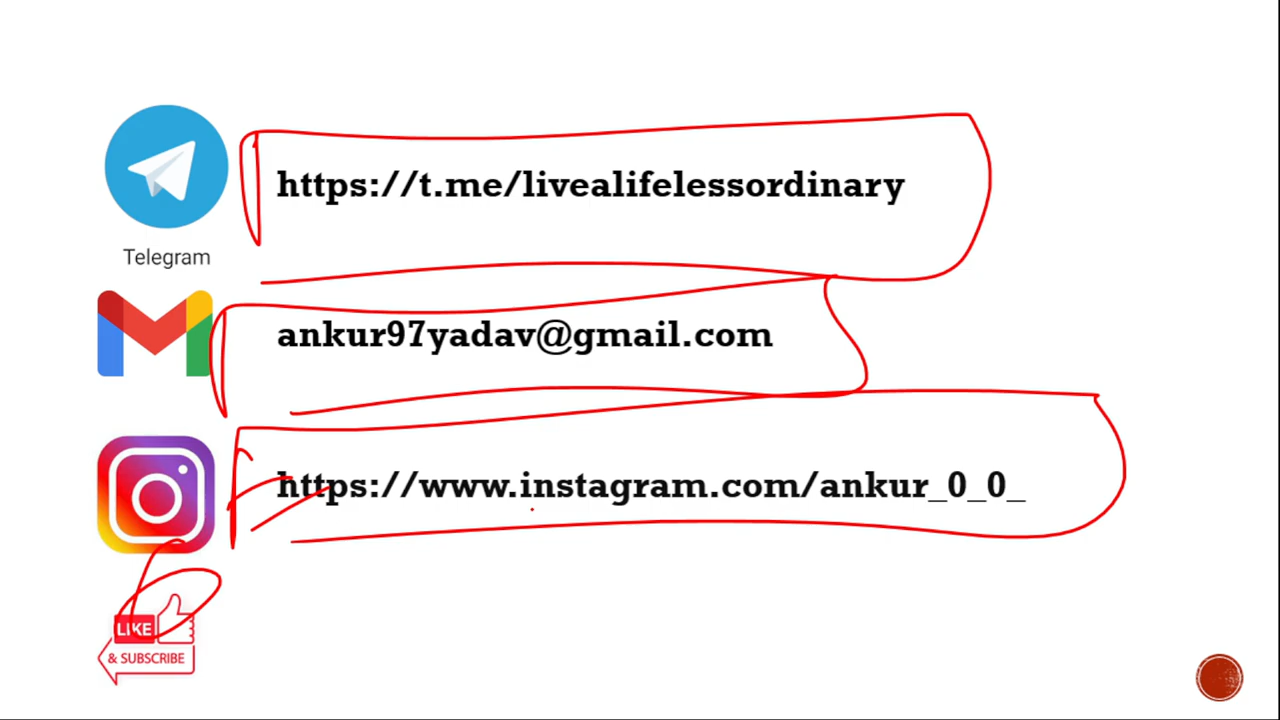 https://t.me/livealifelessordinary
Telegram
ankur97yadav@gmail.com
https://www.instagram.com/ankur_0_0_
LIKE
& SUBSCRIBE